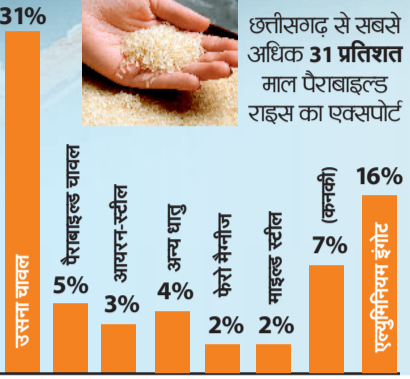 31%
छत्तीसगढ़ से सबसे
अधिक 31 प्रतिशत
माल पैराबाइल्ड
राइस का एक्सपोर्ट
उसना चावल
5%
पैराबाइल्ड चावल
3%
आयरन-स्टील
4%
अन्य धातु
2%
फेरो मैग्नीज
2%
माइल्ड स्टील
7%
(कनकी)
16%
एल्युमिनियम इंगोट